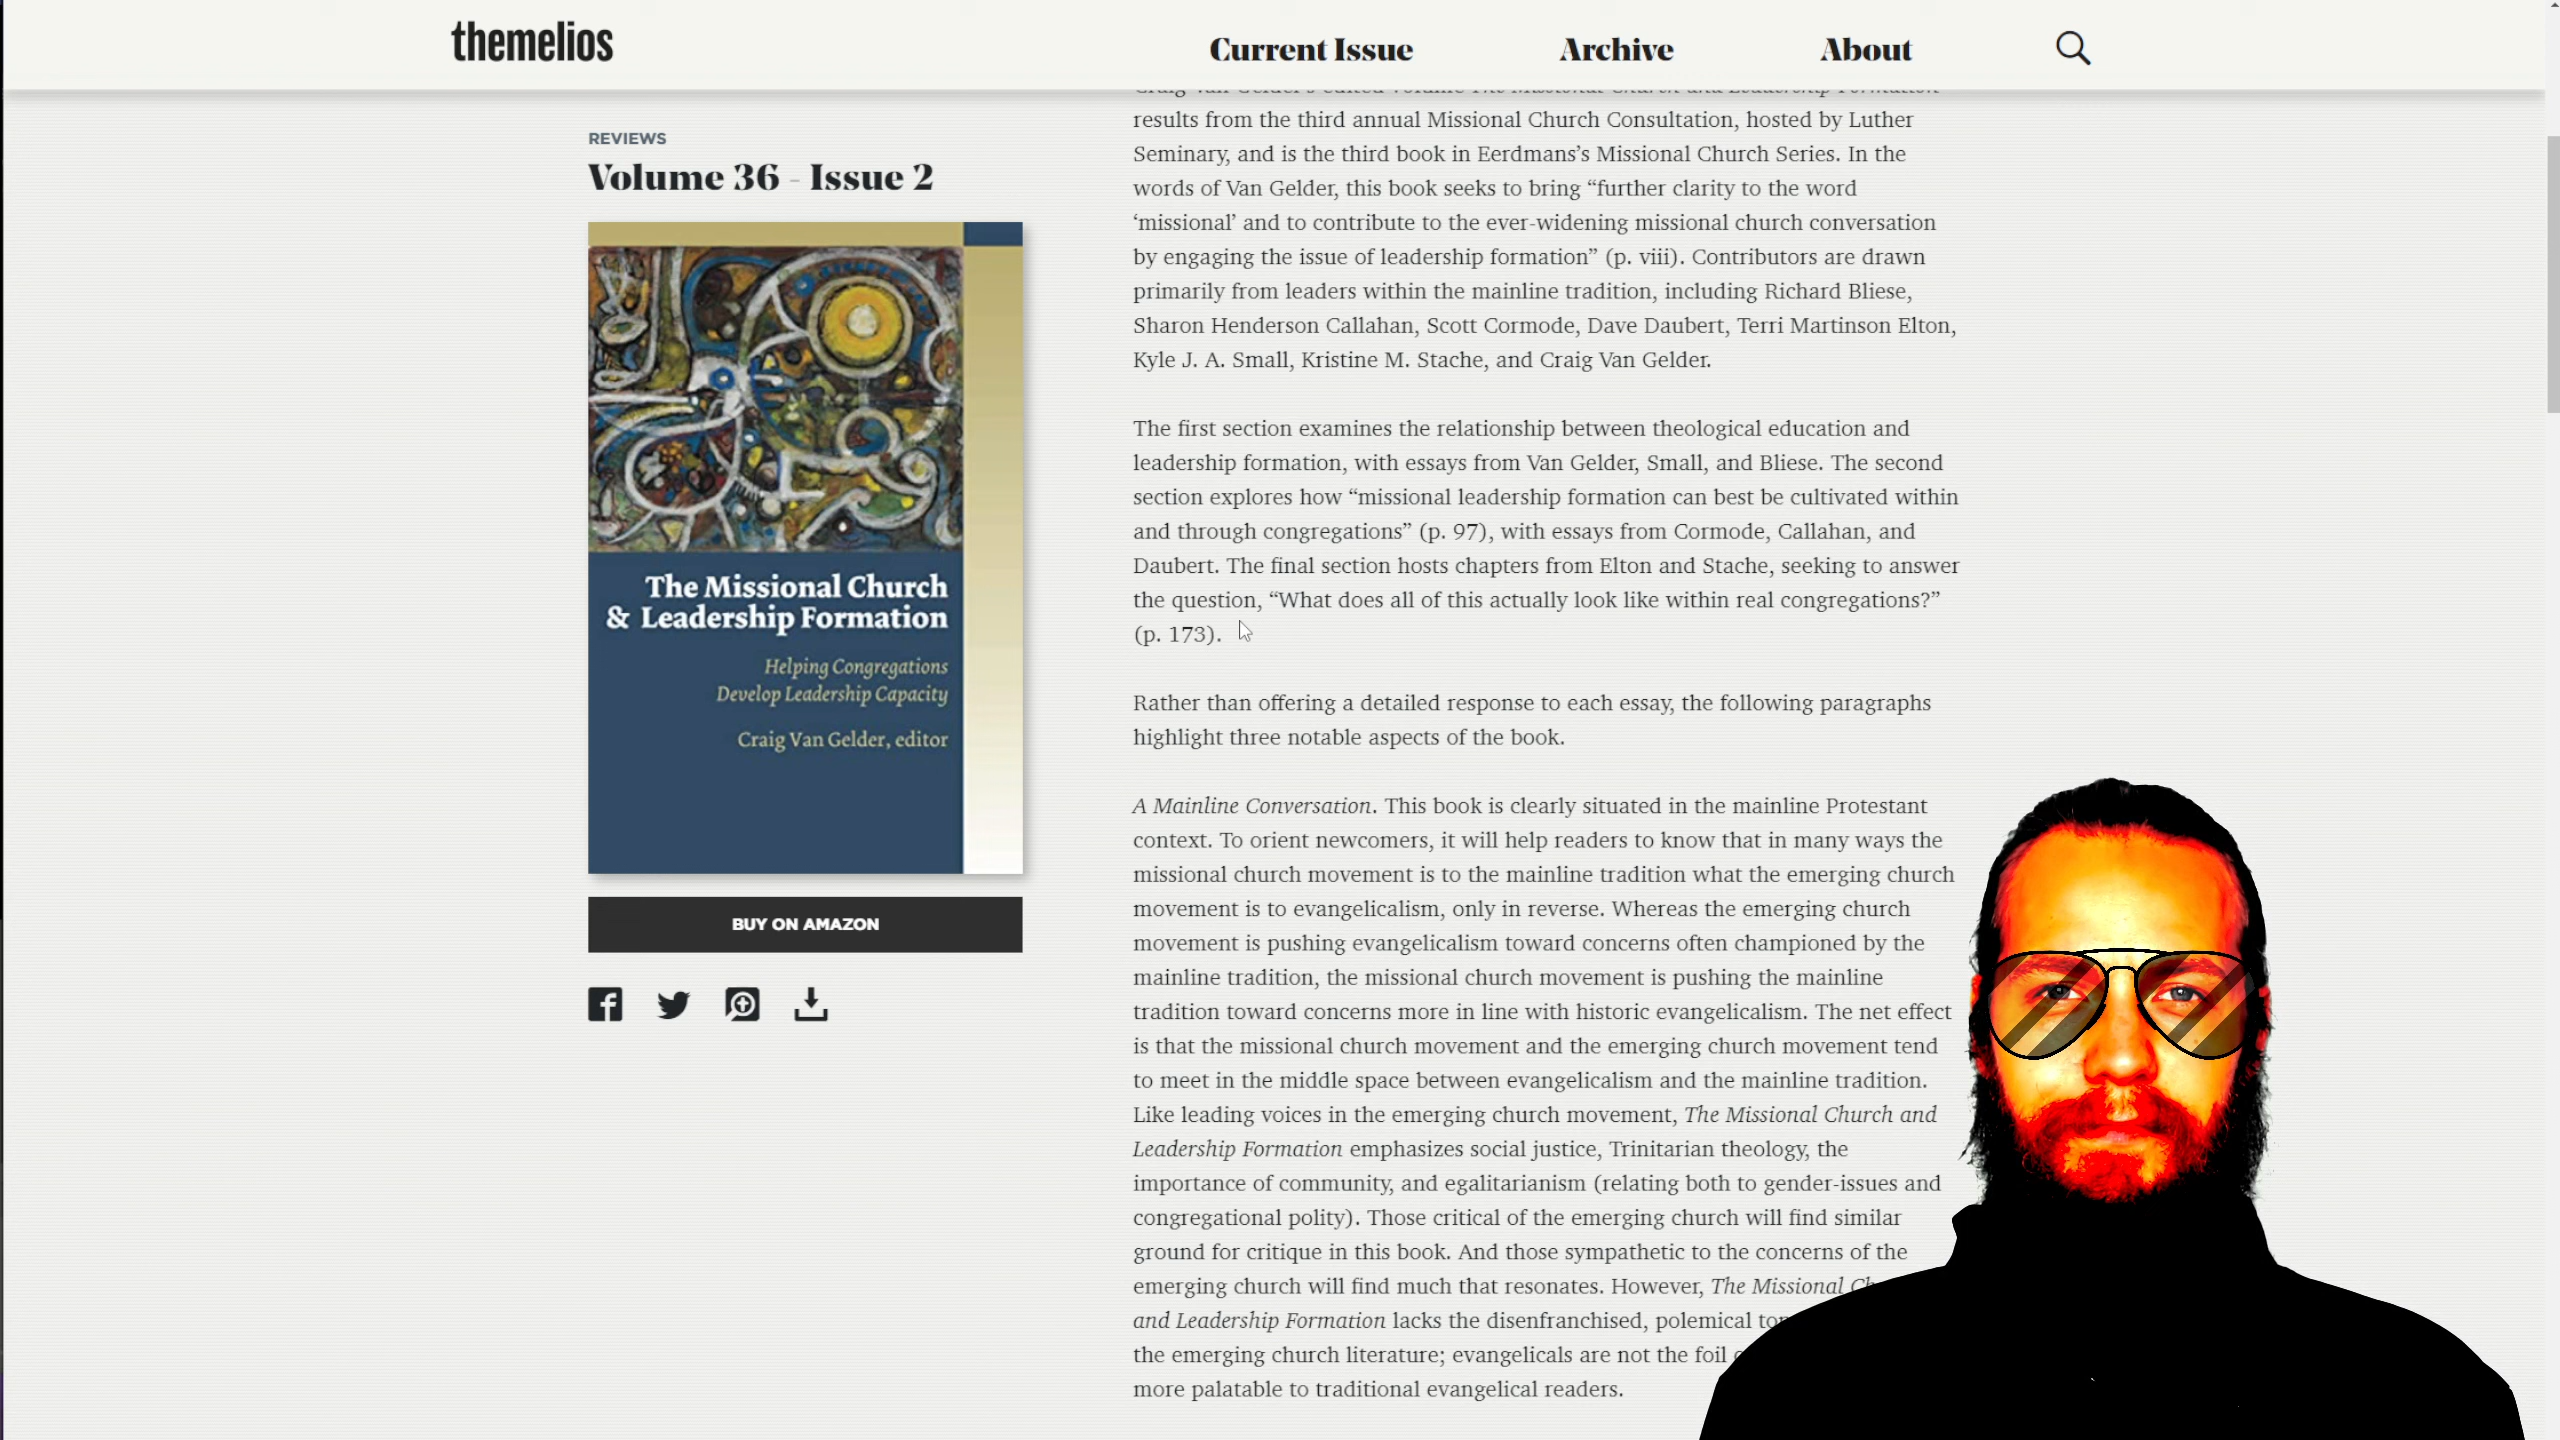 themelios
Current Issue
Archive
About
REVIEWS
Volume 36 - Issue 2
The Missional Church
& Leadership Formation
Helping Congregations
Develop Leadership Capacity
Craig Van Gelder, editor
BUY ON AMAZON
Craig Van Gelder's edited volume The Missional Church and Leadership Formation
results from the third annual Missional Church Consultation, hosted by Luther
Seminary, and is the third book in Eerdmans’s Missional Church Series. In the
words of Van Gelder, this book seeks to bring “further clarity to the word
‘missional’ and to contribute to the ever-widening missional church conversation
by engaging the issue of leadership formation” (p. viii). Contributors are drawn
primarily from leaders within the mainline tradition, including Richard Bliese,
Sharon Henderson Callahan, Scott Cormode, Dave Daubert, Terri Martinson Elton,
Kyle J. A. Small, Kristine M. Stache, and Craig Van Gelder.
The first section examines the relationship between theological education and
leadership formation, with essays from Van Gelder, Small, and Bliese. The second
section explores how “missional leadership formation can best be cultivated within
and through congregations” (p. 97), with essays from Cormode, Callahan, and
Daubert. The final section hosts chapters from Elton and Stache, seeking to answer
the question, “What does all of this actually look like within real congregations?”
(p. 173).
Rather than offering a detailed response to each essay, the following paragraphs
highlight three notable aspects of the book.
A Mainline Conversation. This book is clearly situated in the mainline Protestant
context. To orient newcomers, it will help readers to know that in many ways the
missional church movement is to the mainline tradition what the emerging church
movement is to evangelicalism, only in reverse. Whereas the emerging church
movement is pushing evangelicalism toward concerns often championed by the
mainline tradition, the missional church movement is pushing the mainline
tradition toward concerns more in line with historic evangelicalism. The net effect
is that the missional church movement and the emerging church movement tend
to meet in the middle space between evangelicalism and the mainline tradition.
Like leading voices in the emerging church movement, The Missional Church and
Leadership Formation emphasizes social justice, Trinitarian theology, the
importance of community, and egalitarianism (relating both to gender-issues and
congregational polity). Those critical of the emerging church will find similar
ground for critique in this book. And those sympathetic to the concerns of the
emerging church will find much that resonates. However, The Missional
and Leadership Formation lacks the disenfranchised, polemical
the emerging church literature; evangelicals are not the foil
more palatable to traditional evangelical readers.